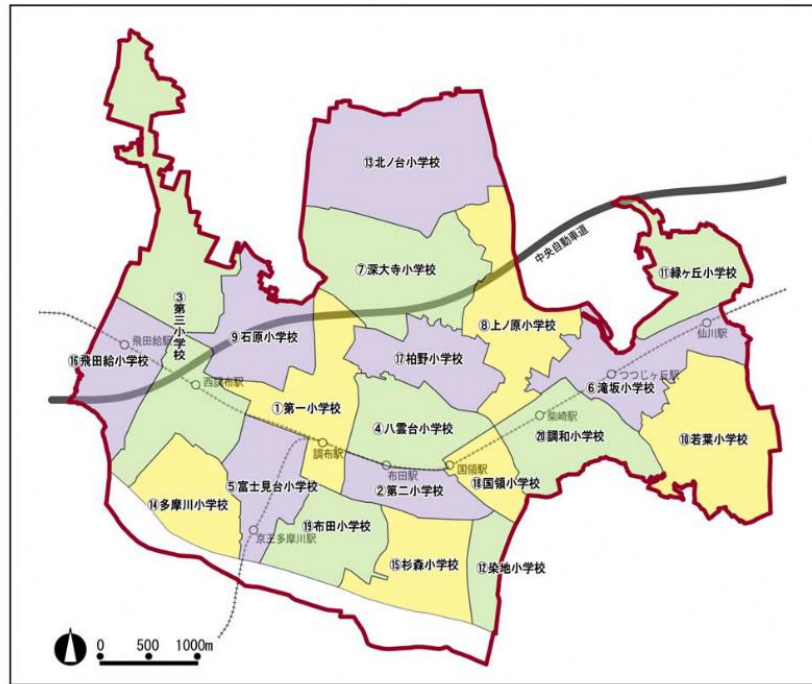 ⑬北ノ台小学校
中央自動車道
⑦深大寺小学校
⑪緑ヶ丘小学校
③第三小学校
⑧上ノ原小学校
仙川駅
⑨石原小学校
飛田給駅
⑯飛田給小学校
⑰柏野小学校
つつじヶ丘駅
西調布駅
⑥滝坂小学校
①第一小学校
柴崎駅
④八雲台小学校
⑳調和小学校
⑩若葉小学校
調布駅
布田駅
国領駅
⑤富士見台小学校
②第二小学校
⑱国領小学校
⑭多摩川小学校
⑲布田小学校
京王多摩川駅
⑮杉森小学校
⑫染地小学校
0 500 1000m